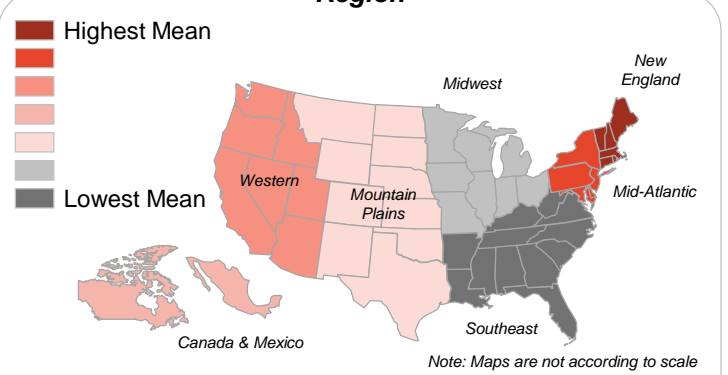 Region
Highest Mean
New
England
Midwest
Western
Mountain
Plains
Mid-Atlantic
Lowest Mean
Southeast
Canada & Mexico
Note: Maps are not according to scale